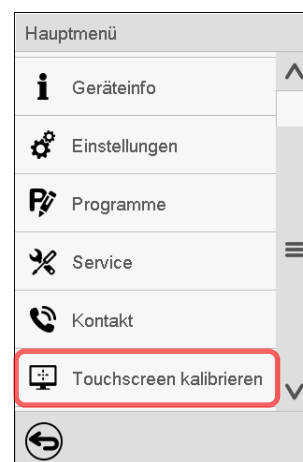 Hauptmenü
Geräteinfo
Einstellungen
Programme
Service
Kontakt
Touchscreen kalibrieren